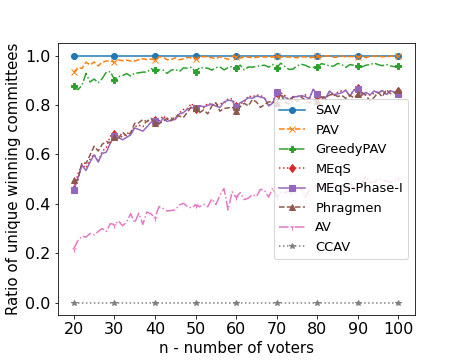 Ratio of unique winning committees
1.0
0.8
0.6
0.4
0.2
0.0
SAV
PAV
GreedyPAV
MEqS
MEqS-Phase-I
Phragmen
AV
CCAV
20 30 40 50 60 70 80 90 100
n - number of voters